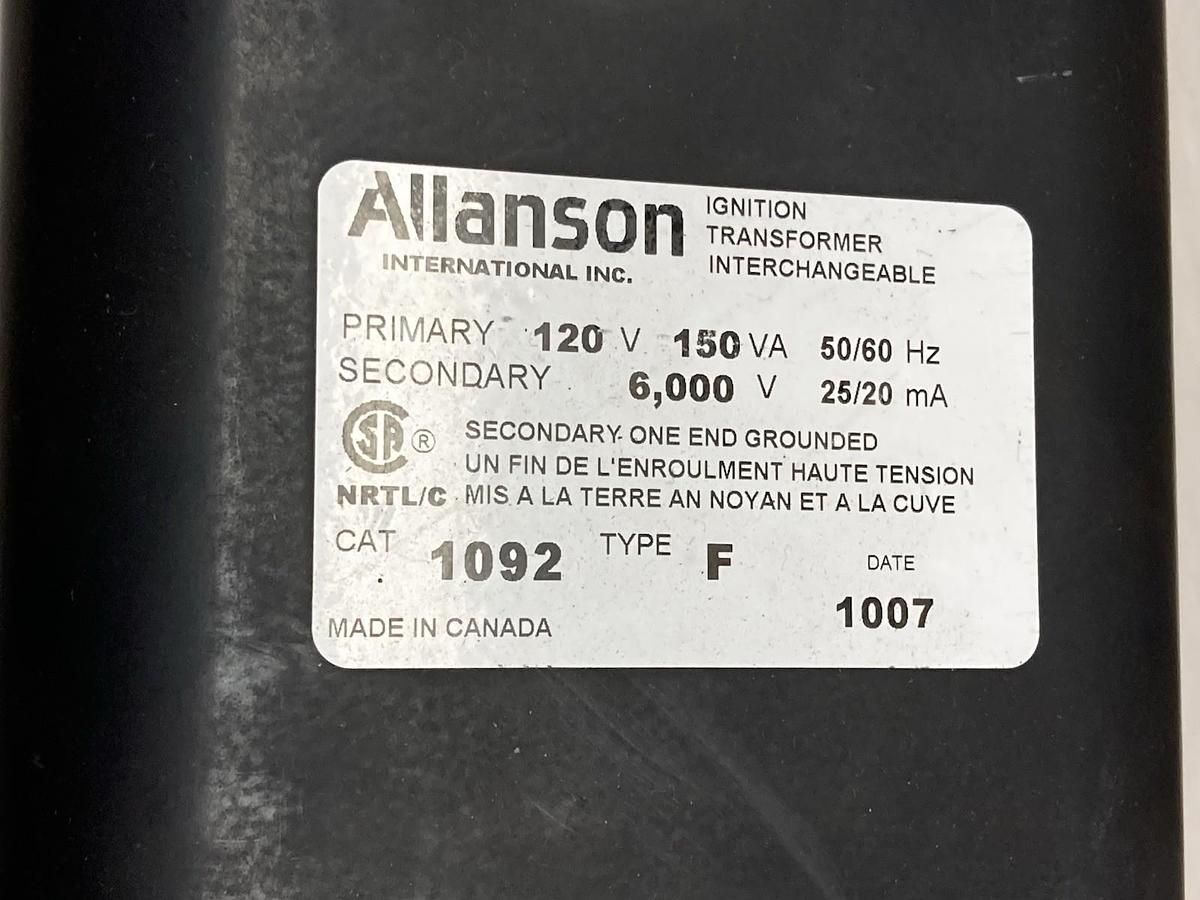 Allanson
INTERNATIONAL INC.
IGNITION
TRANSFORMER
INTERCHANGEABLE
PRIMARY 120 V 150 VA 50/60 Hz
SECONDARY 6,000 V 25/20 mA
SA ®
NRTL/C
SECONDARY ONE END GROUNDED
UN FIN DE L'ENROULMENT HAUTE TENSION
MIS A LA TERRE AN NOYAN ET A LA CUVE
CAT 1092 TYPE F
DATE
1007
MADE IN CANADA